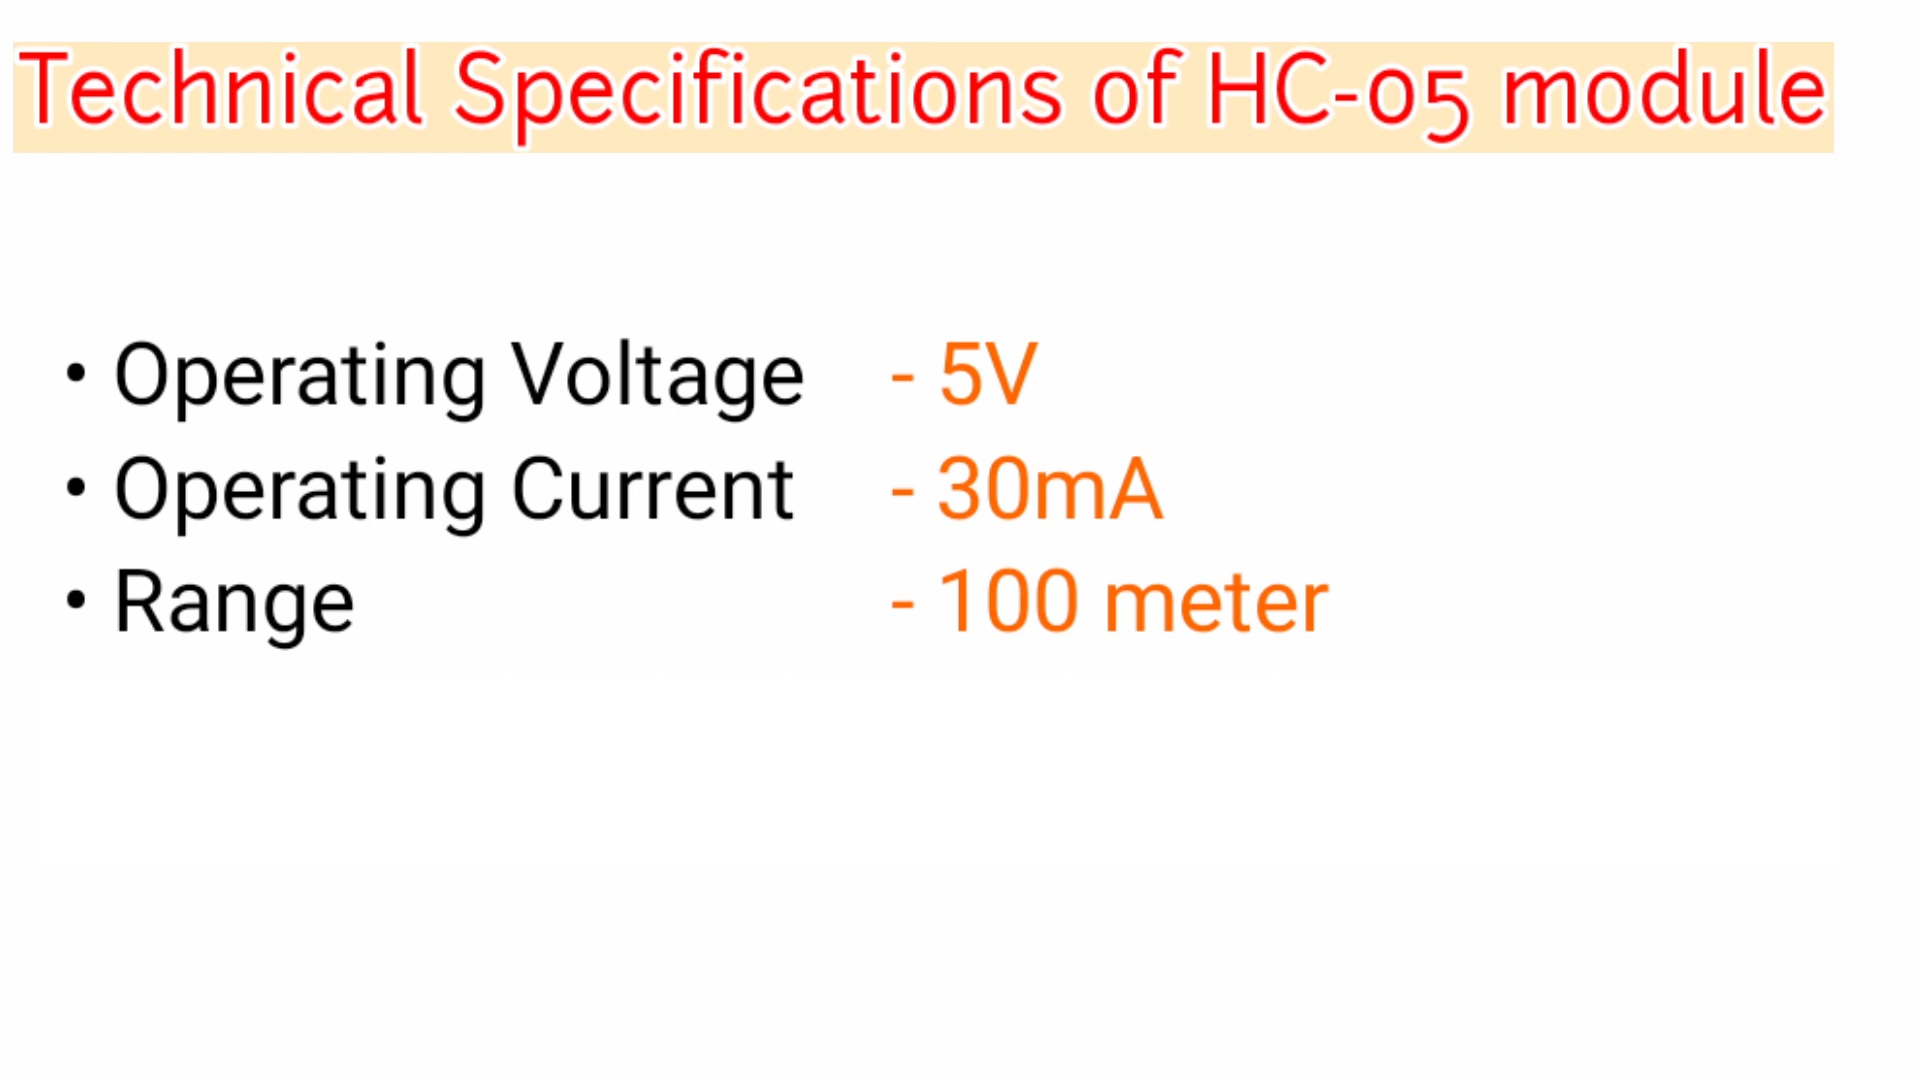 Technical Specifications of HC-05 module
• Operating Voltage - 5V
• Operating Current - 30mA
• Range - 100 meter